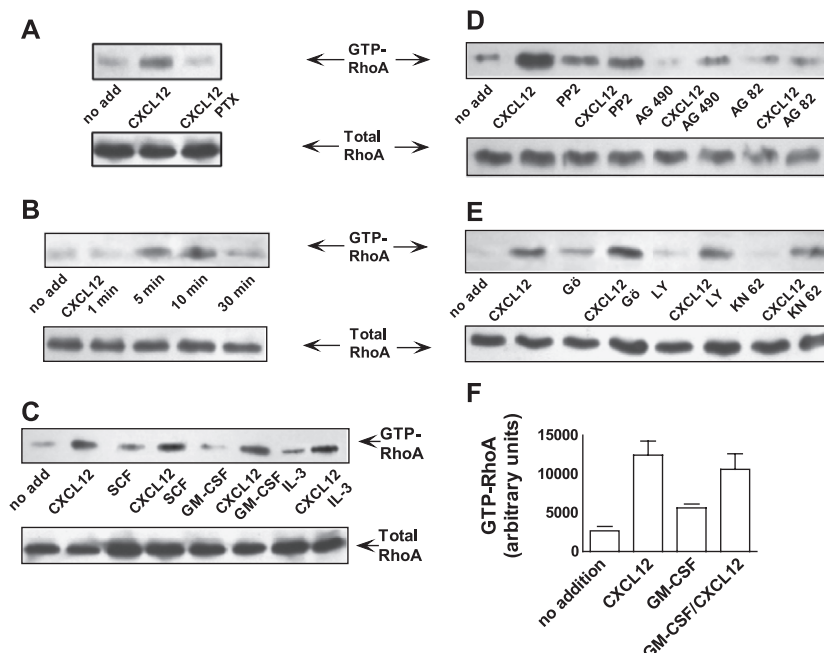 A
GTP-
RhoA
no add
CXCL12
CXCL12
PTX
Total
RhoA
B
GTP-
RhoA
no add
CXCL12
1 min
5 min
10 min
30 min
Total
RhoA
C
GTP-
RhoA
no add
CXCL12
SCF
CXCL12
SCF
GM-CSF
CXCL12
GM-CSF
IL-3
CXCL12
IL-3
Total
RhoA
D
no add
CXCL12
PP2
CXCL12
PP2
AG 490
CXCL12
AG 490
AG 82
CXCL12
AG 82
E
no add
CXCL12
Gö
CXCL12
Gö
LY
CXCL12
LY
KN 62
CXCL12
KN 62
F
GTP-RhoA
(arbitrary units)
15000
10000
5000
0
no addition
CXCL12
GM-CSF
GM-CSF/CXCL12